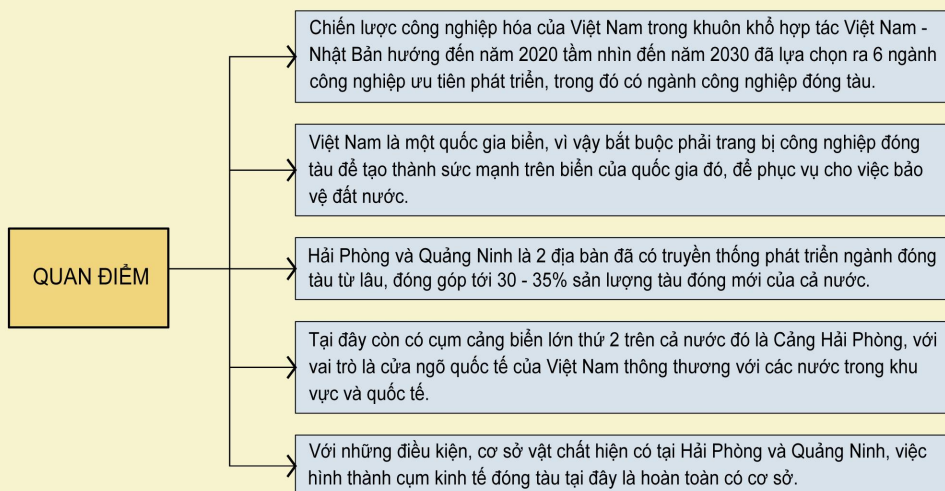 Chiến lược công nghiệp hóa của Việt Nam trong khuôn khổ hợp tác Việt Nam -
Nhật Bản hướng đến năm 2020 tầm nhìn đến năm 2030 đã lựa chọn ra 6 ngành
công nghiệp ưu tiên phát triển, trong đó có ngành công nghiệp đóng tàu.
Việt Nam là một quốc gia biển, vì vậy bắt buộc phải trang bị công nghiệp đóng
tàu để tạo thành sức mạnh trên biển của quốc gia đó, để phục vụ cho việc bảo
vệ đất nước.
QUAN ĐIỂM
Hải Phòng và Quảng Ninh là 2 địa bàn đã có truyền thống phát triển ngành đóng
tàu từ lâu, đóng góp tới 30 - 35% sản lượng tàu đóng mới của cả nước.
Tại đây còn có cụm cảng biển lớn thứ 2 trên cả nước đó là Cảng Hải Phòng, với
vai trò là cửa ngõ quốc tế của Việt Nam thông thương với các nước trong khu
vực và quốc tế.
Với những điều kiện, cơ sở vật chất hiện có tại Hải Phòng và Quảng Ninh, việc
hình thành cụm kinh tế đóng tàu tại đây là hoàn toàn có cơ sở.